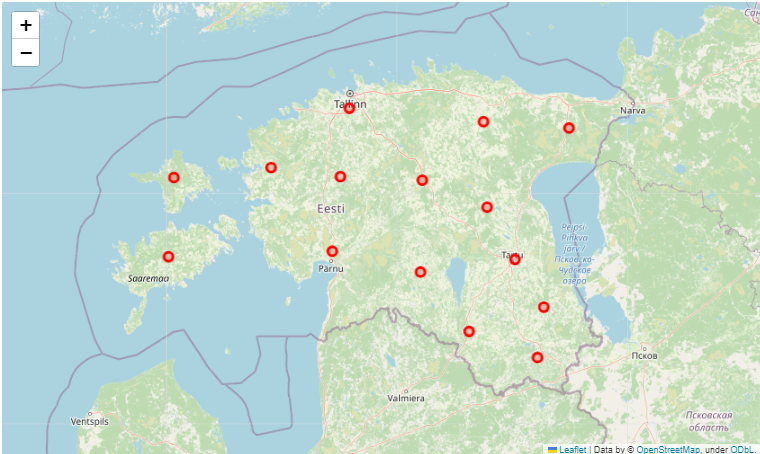 +
−
Tallinn
Narva
Eesti
Peipsi-
Pihkva
järv /
Псковско-
Чудское
озеро
Tartu
Pärnu
Saaremaa
Псков
Valmiera
Ventspils
Псковская
область
Leaflet | Data by © OpenStreetMap, under ODbL.